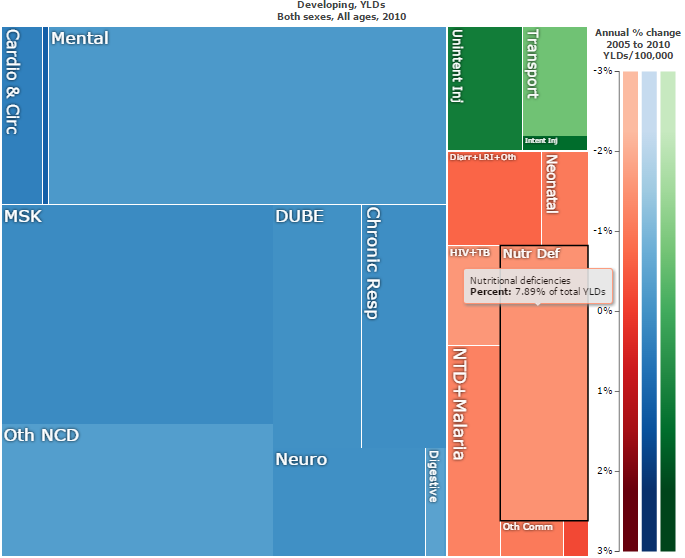 Developing, YLDs
Both sexes, All ages, 2010
Cardio & Circ
Mental
MSK
DUBE
Chronic Resp
Oth NCD
Neuro
Digestive
Unintent Inj
Transport
Intent Inj
Diarr+LRI+Oth
Neonatal
HIV+TB
Nutr Def
Nutritional deficiencies
Percent: 7.89% of total YLDs
NTD+Malaria
Oth Comm
Annual % change
2005 to 2010
YLDs/100,000
-3%
-2%
-1%
0%
1%
2%
3%